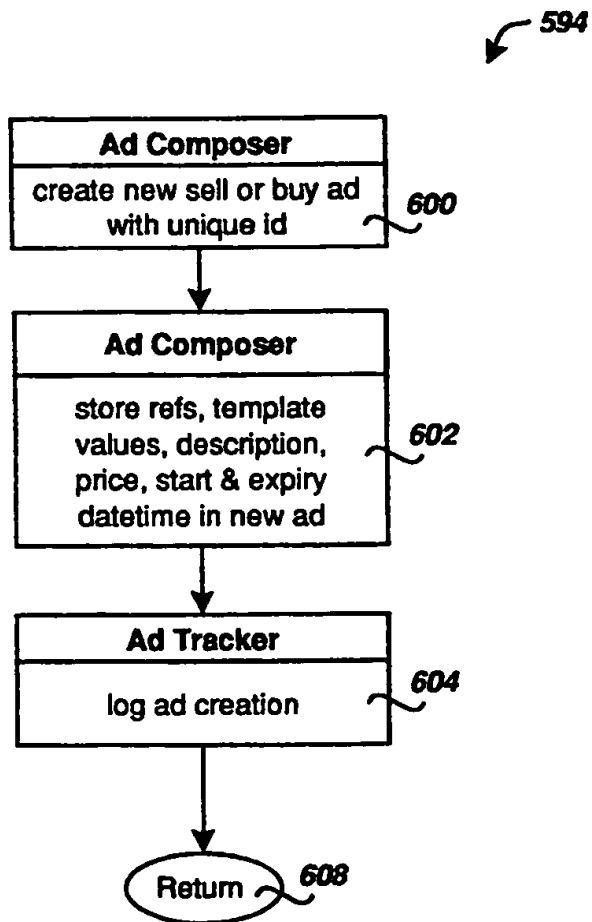 594
Ad Composer
create new sell or buy ad
with unique id
600
Ad Composer
store refs, template
values, description,
price, start & expiry
datetime in new ad
602
Ad Tracker
log ad creation
604
Return
608